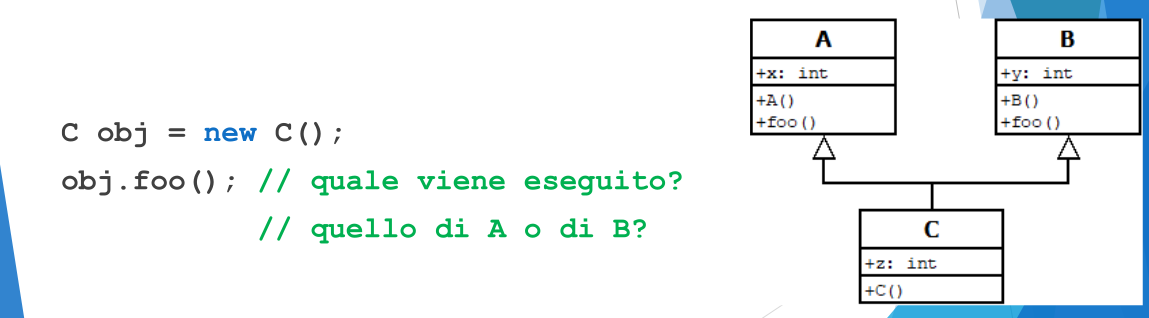 C obj = new C();
obj.foo(); // quale viene eseguito?
// quello di A o di B?
A
+x: int
+A()
+foo()
B
+y: int
+B()
+foo()
C
+z: int
+C()